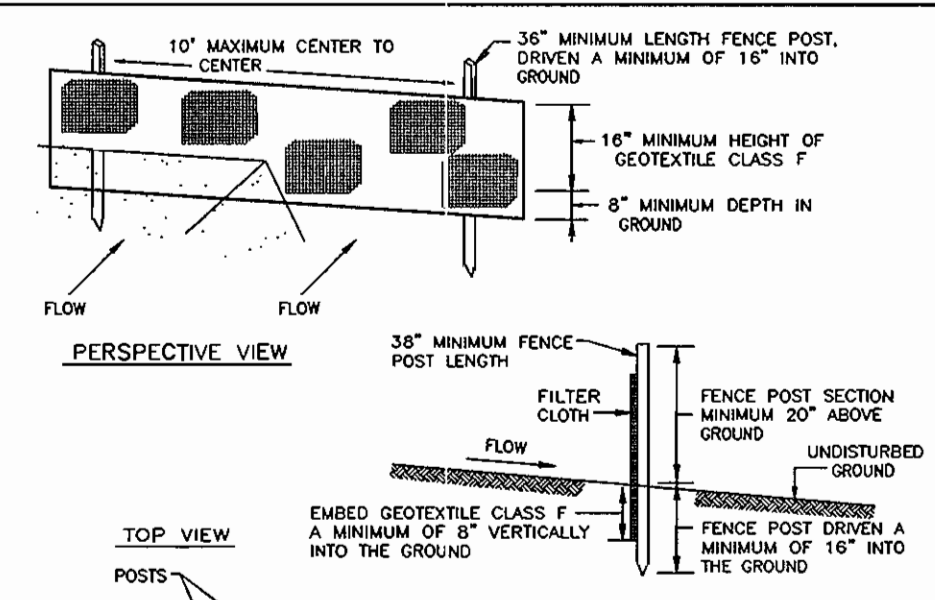 10' MAXIMUM CENTER TO
CENTER
36" MINIMUM LENGTH FENCE POST,
DRIVEN A MINIMUM OF 16" INTO
GROUND
16" MINIMUM HEIGHT OF
GEOTEXTILE CLASS F
8" MINIMUM DEPTH IN
GROUND
FLOW
FLOW
PERSPECTIVE VIEW
38" MINIMUM FENCE
POST LENGTH
FILTER
CLOTH
FENCE POST SECTION
MINIMUM 20" ABOVE
GROUND
FLOW
UNDISTURBED
GROUND
EMBED GEOTEXTILE CLASS F
A MINIMUM OF 8" VERTICALLY
INTO THE GROUND
FENCE POST DRIVEN A
MINIMUM OF 16" INTO
THE GROUND
TOP VIEW
POSTS